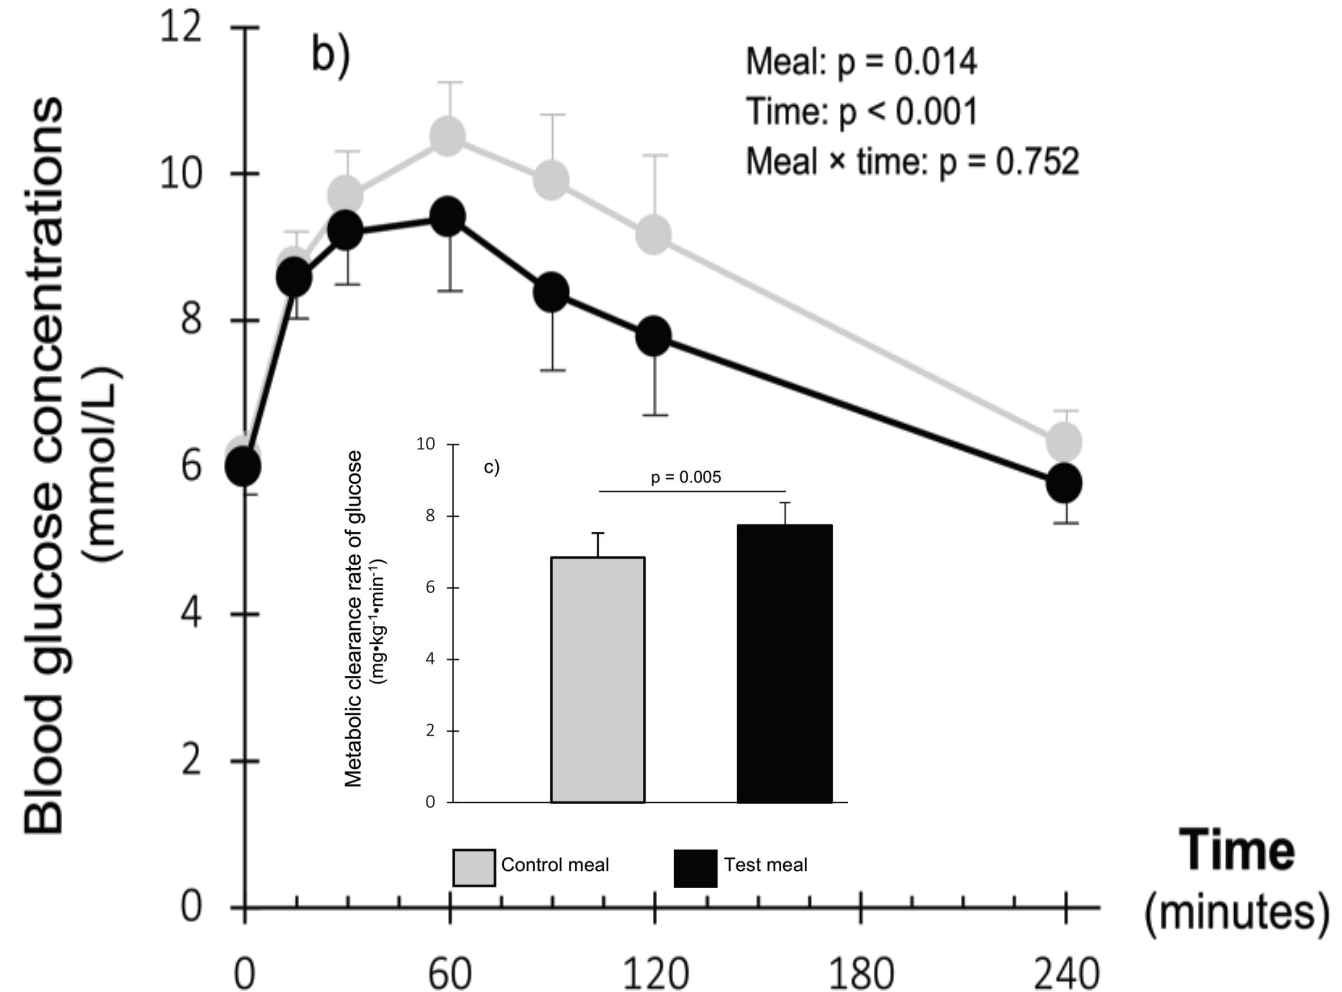 12
10
8
6
4
2
0
Blood glucose concentrations
(mmol/L)
b)
Meal: p = 0.014
Time: p < 0.001
Meal × time: p = 0.752
10
8
6
4
2
0
Metabolic clearance rate of glucose
(mg•kg⁻¹•min⁻¹)
c)
p = 0.005
Control meal
Test meal
0 60 120 180 240
Time
(minutes)